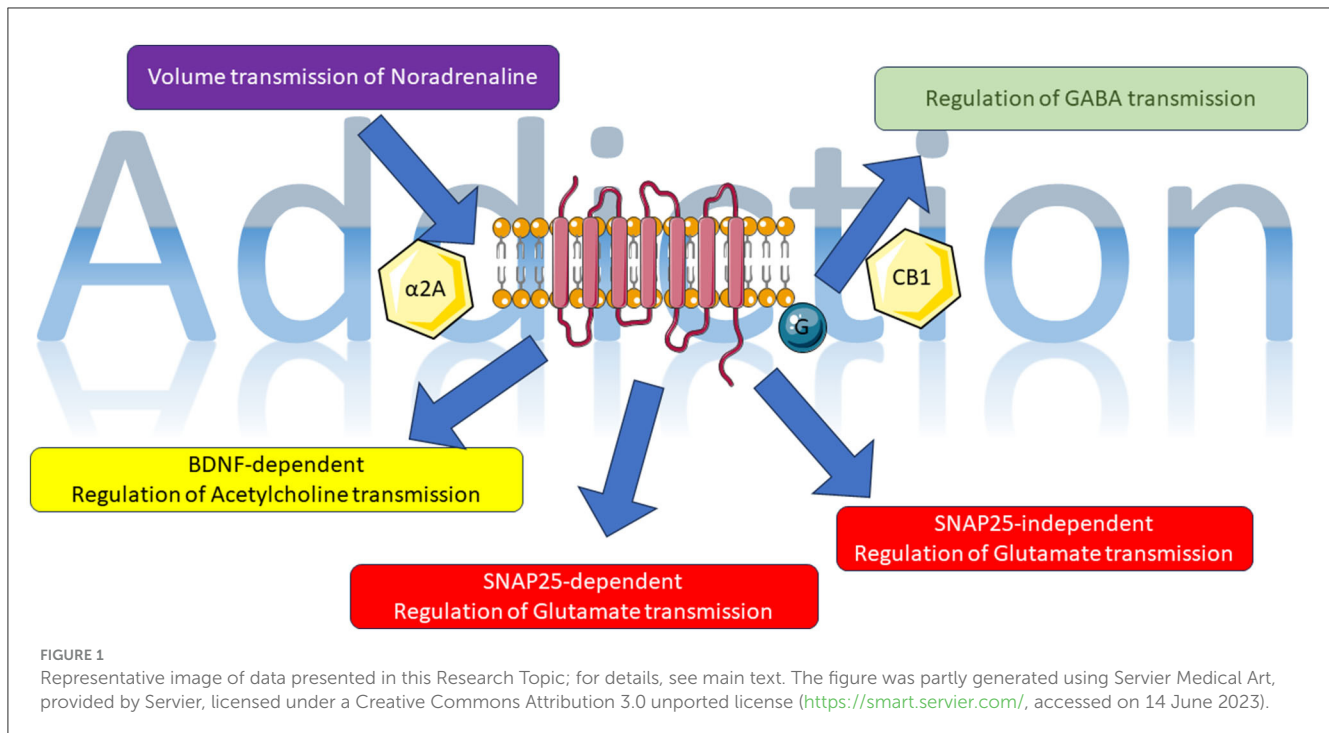 Addiction
Volume transmission of Noradrenaline
Regulation of GABA transmission
α2A
CB1
G
BDNF-dependent
Regulation of Acetylcholine transmission
SNAP25-independent
Regulation of Glutamate transmission
SNAP25-dependent
Regulation of Glutamate transmission
FIGURE 1
Representative image of data presented in this Research Topic; for details, see main text. The figure was partly generated using Servier Medical Art,
provided by Servier, licensed under a Creative Commons Attribution 3.0 unported license (https://smart.servier.com/, accessed on 14 June 2023).